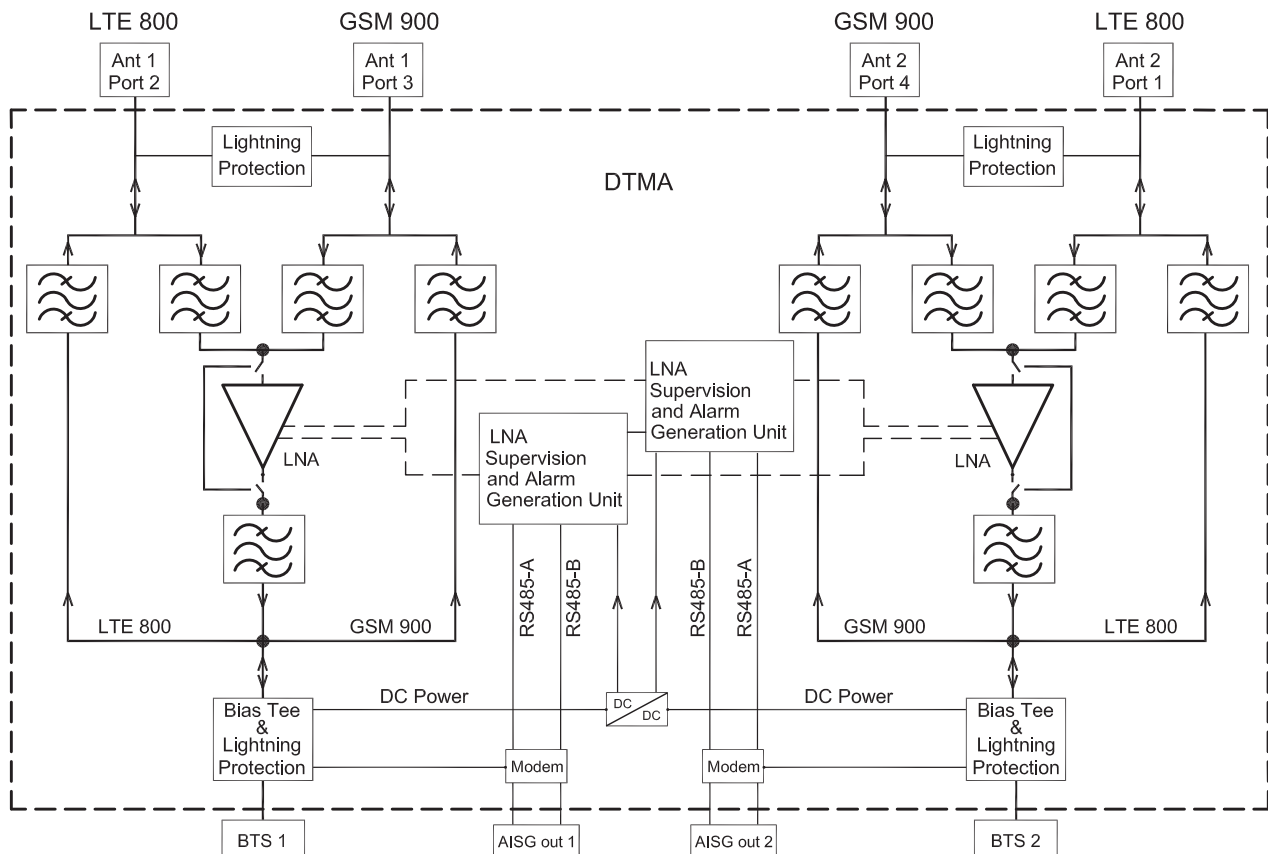 LTE 800
GSM 900
GSM 900
LTE 800
Ant 1
Port 2
Ant 1
Port 3
Ant 2
Port 4
Ant 2
Port 1
Lightning
Protection
DTMA
Lightning
Protection
LNA
Supervision
and Alarm
Generation Unit
LNA
Supervision
and Alarm
Generation Unit
LNA
LNA
RS485-A
RS485-B
RS485-B
RS485-A
LTE 800
GSM 900
GSM 900
LTE 800
DC Power
DC
DC
DC Power
Bias Tee
&
Lightning
Protection
Bias Tee
&
Lightning
Protection
Modem
Modem
BTS 1
AISG out 1
AISG out 2
BTS 2